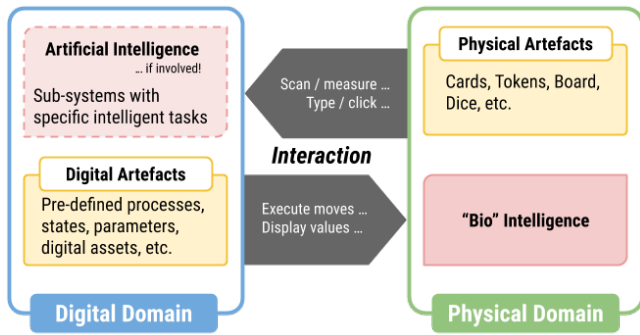 Artificial Intelligence
... if involved!
Sub-systems with
specific intelligent tasks
Digital Artefacts
Pre-defined processes,
states, parameters,
digital assets, etc.
Digital Domain
Scan / measure ...
Type / click ...
Interaction
Execute moves ...
Display values ...
Physical Artefacts
Cards, Tokens, Board,
Dice, etc.
“Bio” Intelligence
Physical Domain